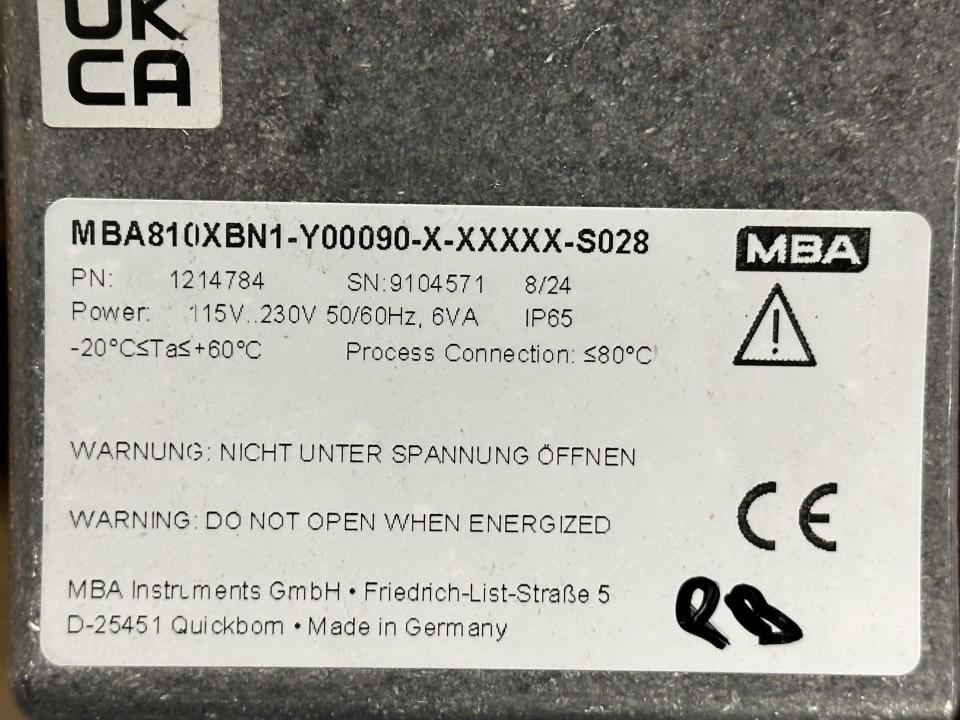 UK
CA
MBA810XBN1-Y00090-X-XXXXX-S028
MBA
PN: 1214784 SN:9104571 8/24
Power: 115V..230V 50/60Hz, 6VA IP65
-20°C≤Ta≤+60°C Process Connection: ≤80°C
WARNUNG: NICHT UNTER SPANNUNG ÖFFNEN
WARNING: DO NOT OPEN WHEN ENERGIZED
CE
MBA Instruments GmbH • Friedrich-List-Straße 5
D-25451 Quickborn • Made in Germany